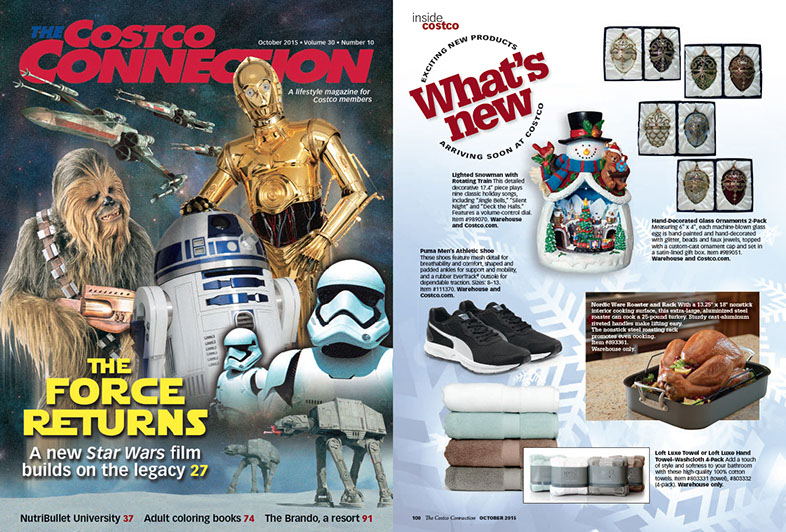 THE COSTCO
CONNECTION
October 2015 • Volume 30 • Number 10
A lifestyle magazine for
Costco members
THE
FORCE
RETURNS
A new Star Wars film
builds on the legacy 27
NutriBullet University 37 Adult coloring books 74 The Brando, a resort 91
inside
costco
EXCITING NEW PRODUCTS
What's
new
ARRIVING SOON AT COSTCO
Lighted Snowman with
Rotating Train This detailed
decorative 17.4" piece plays
nine classic holiday songs,
including "Jingle Bells," "Silent
Night" and "Deck the Halls."
Features a volume-control dial.
Item #989070. Warehouse
and Costco.com.
Hand-Decorated Glass Ornaments 2-Pack
Measuring 6" x 4", each machine-blown glass
egg is hand-painted and hand-decorated
with glitter, beads and faux jewels, topped
with a custom-cast ornament cap and set in
a satin-lined gift box. Item #989051.
Warehouse and Costco.com.
Puma Men's Athletic Shoe
These shoes feature mesh detail for
breathability and comfort, shaped and
padded ankles for support and mobility,
and a rubber EverTrack® outsole for
dependable traction. Sizes: 8–13.
Item #111370. Warehouse and
Costco.com.
Nordic Ware Roaster and Rack With a 13.25" x 18" nonstick
interior cooking surface, this extra-large, aluminized steel
roaster can cook a 25-pound turkey. Sturdy cast-aluminum
riveted handles make lifting easy.
The nonstick steel roasting rack
promotes even cooking.
Item #893361.
Warehouse only.
Loft Luxe Towel or Loft Luxe Hand
Towel-Washcloth 4-Pack Add a touch
of style and softness to your bathroom
with these high-quality 100% cotton
towels. Item #803331 (towel), #803332
(4-pack). Warehouse only.
100 The Costco Connection OCTOBER 2015